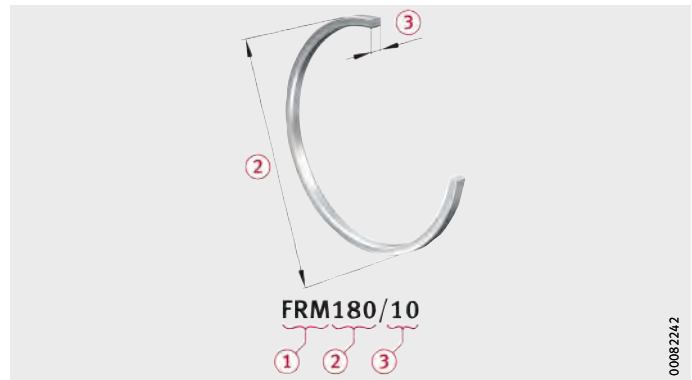 ③
②
FRM180/10
① ② ③
00082242